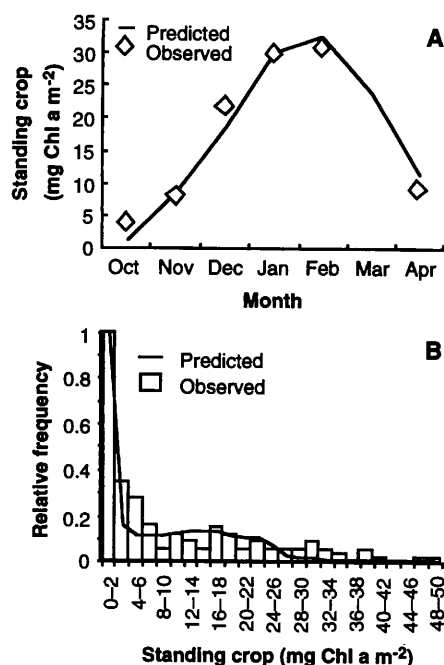 A
Predicted
Observed
Standing crop
(mg Chl a m-2)
35
30
25
20
15
10
5
0
Oct Nov Dec Jan Feb Mar Apr
Month
B
Predicted
Observed
Relative frequency
1
0.8
0.6
0.4
0.2
0
0–2
4–6
8–10
12–14
16–18
20–22
24–26
28–30
32–34
36–38
40–42
44–46
48–50
Standing crop (mg Chl a m-2)